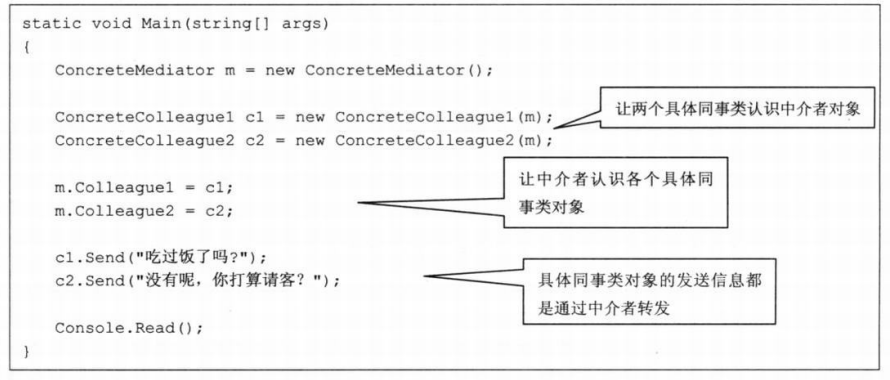 static void Main(string[] args)
{
ConcreteMediator m = new ConcreteMediator();
ConcreteColleague1 c1 = new ConcreteColleague1(m);
ConcreteColleague2 c2 = new ConcreteColleague2(m);
让两个具体同事类认识中介者对象
m.Colleague1 = c1;
m.Colleague2 = c2;
让中介者认识各个具体同
事类对象
c1.Send("吃过饭了吗?");
c2.Send("没有呢，你打算请客？");
具体同事类对象的发送信息都
是通过中介者转发
Console.Read();
}